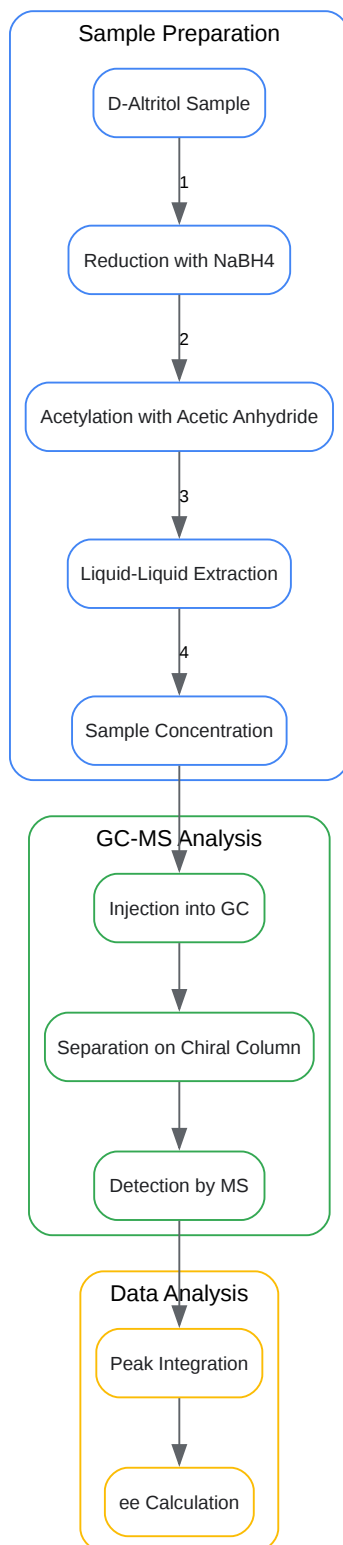 Sample Preparation
D-Altritol Sample
1
Reduction with NaBH4
2
Acetylation with Acetic Anhydride
3
Liquid-Liquid Extraction
4
Sample Concentration
GC-MS Analysis
Injection into GC
Separation on Chiral Column
Detection by MS
Data Analysis
Peak Integration
ee Calculation